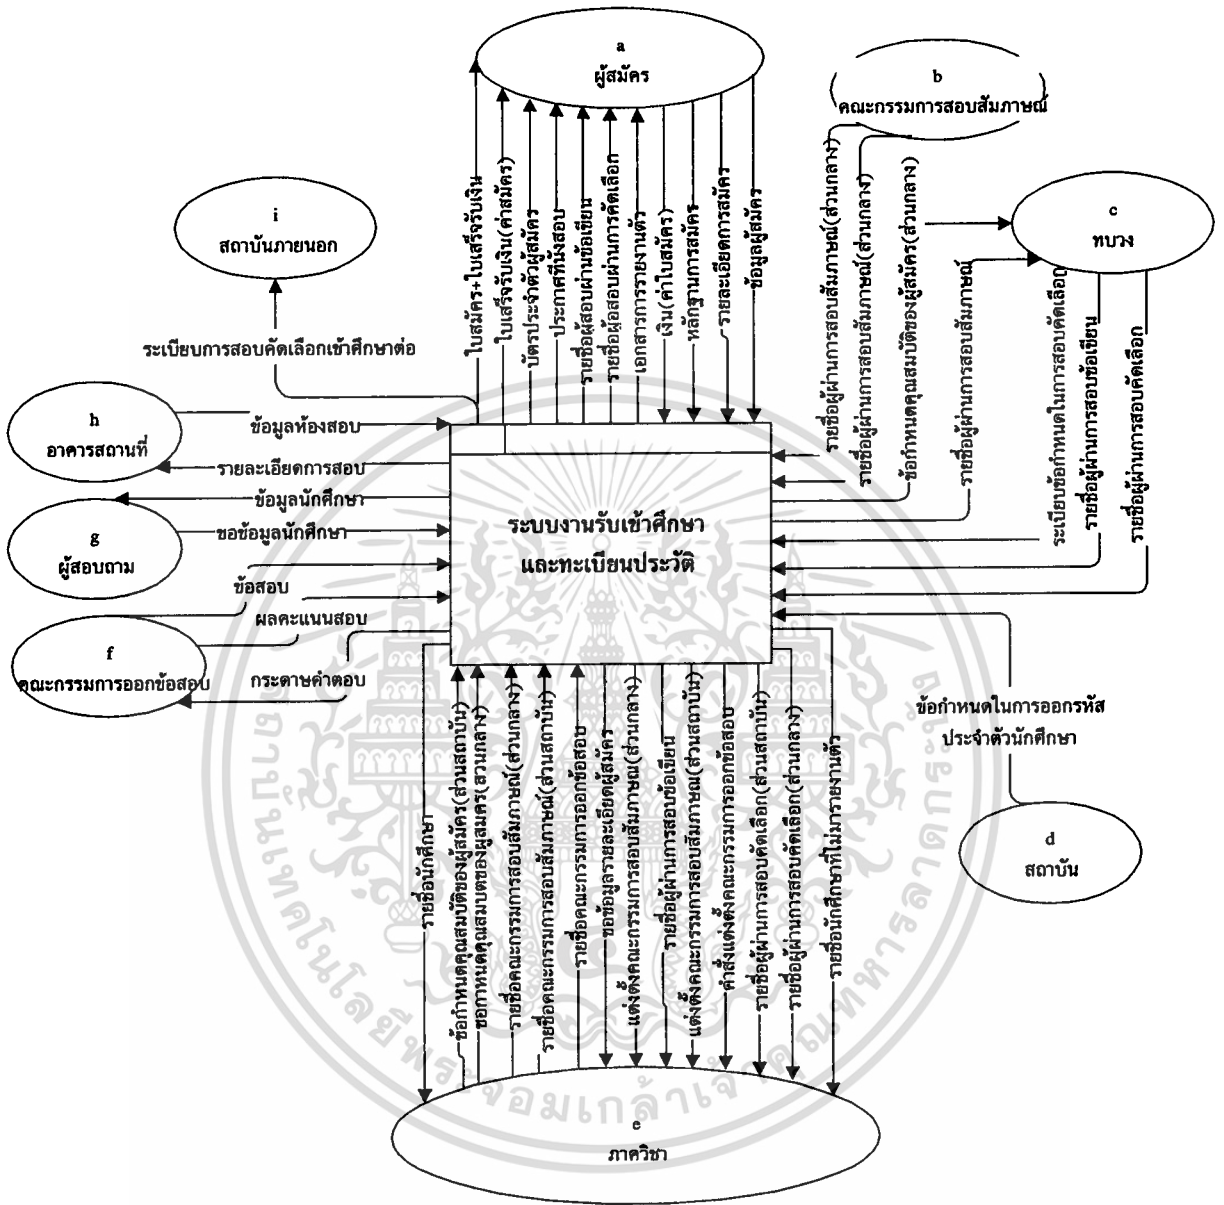 a
ผู้สมัคร
b
คณะกรรมการสอบสัมภาษณ์
c
ทบวง
i
สถาบันภายนอก
ใบสมัคร+ใบเสร็จรับเงิน
ใบเสร็จรับเงิน(ค่าสมัคร)
บัตรประจำตัวผู้สมัคร
ประกาศที่นั่งสอบ
รายชื่อผู้สอบผ่านข้อเขียน
รายชื่อผู้สอบผ่านการคัดเลือก
เอกสารการรายงานตัว
เงิน(ค่าใบสมัคร)
หลักฐานการสมัคร
รายละเอียดการสมัคร
ข้อมูลผู้สมัคร
รายชื่อผู้ผ่านการสอบสัมภาษณ์(ส่วนกลาง)
รายชื่อผู้ผ่านการสอบสัมภาษณ์(ส่วนกลาง)
ข้อกำหนดคุณสมบัติของผู้สมัคร(ส่วนกลาง)
รายชื่อผู้ผ่านการสอบสัมภาษณ์
ระเบียบข้อกำหนดในการสอบคัดเลือก
รายชื่อผู้ผ่านการสอบข้อเขียน
รายชื่อผู้ผ่านการสอบคัดเลือก
ระเบียบการสอบคัดเลือกเข้าศึกษาต่อ
h
อาคารสถานที่
ข้อมูลห้องสอบ
รายละเอียดการสอบ
ข้อมูลนักศึกษา
g
ผู้สอบถาม
ขอข้อมูลนักศึกษา
ระบบงานรับเข้าศึกษา
และทะเบียนประวัติ
ข้อสอบ
ผลคะแนนสอบ
f
คณะกรรมการออกข้อสอบ
กระดาษคำตอบ
ข้อกำหนดในการออกรหัส
ประจำตัวนักศึกษา
d
สถาบัน
รายชื่อนักศึกษา
ข้อกำหนดคุณสมบัติของผู้สมัคร(ส่วนสถาบัน)
ข้อกำหนดคุณสมบัติของผู้สมัคร(ส่วนกลาง)
รายชื่อคณะกรรมการสอบสัมภาษณ์(ส่วนกลาง)
รายชื่อคณะกรรมการสอบสัมภาษณ์(ส่วนสถาบัน)
รายชื่อคณะกรรมการออกข้อสอบ
ขอข้อมูลรายละเอียดผู้สมัคร
แต่งตั้งคณะกรรมการสอบสัมภาษณ์(ส่วนกลาง)
รายชื่อผู้ผ่านการสอบข้อเขียน
แต่งตั้งคณะกรรมการสอบสัมภาษณ์(ส่วนสถาบัน)
คำสั่งแต่งตั้งคณะกรรมการออกข้อสอบ
รายชื่อผู้ผ่านการสอบคัดเลือก(ส่วนสถาบัน)
รายชื่อผู้ผ่านการสอบคัดเลือก(ส่วนกลาง)
รายชื่อนักศึกษาที่ไม่มารายงานตัว
e
ภาควิชา
สถาบันเทคโนโลยีพระจอมเกล้าเจ้าคุณทหารลาดกระบัง